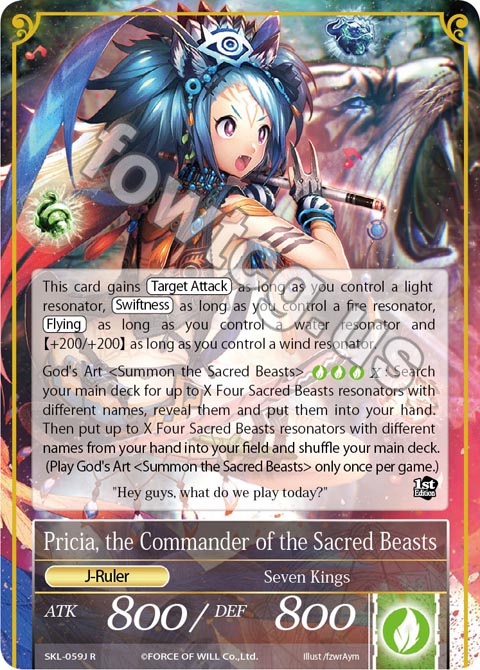 This card gains Target Attack as long as you control a light
resonator, Swiftness as long as you control a fire resonator,
Flying as long as you control a water resonator and
【+200/+200】 as long as you control a wind resonator.
God's Art <Summon the Sacred Beasts> X : Search
your main deck for up to X Four Sacred Beasts resonators with
different names, reveal them and put them into your hand.
Then put up to X Four Sacred Beasts resonators with different
names from your hand into your field and shuffle your main deck.
(Play God's Art <Summon the Sacred Beasts> only once per game.)
"Hey guys, what do we play today?"
1st
Edition
Pricia, the Commander of the Sacred Beasts
J-Ruler
Seven Kings
ATK 800 / DEF 800
SKL-059J R
©FORCE OF WILL Co.,Ltd.
Illust /fzwrAym
fowtcg.us